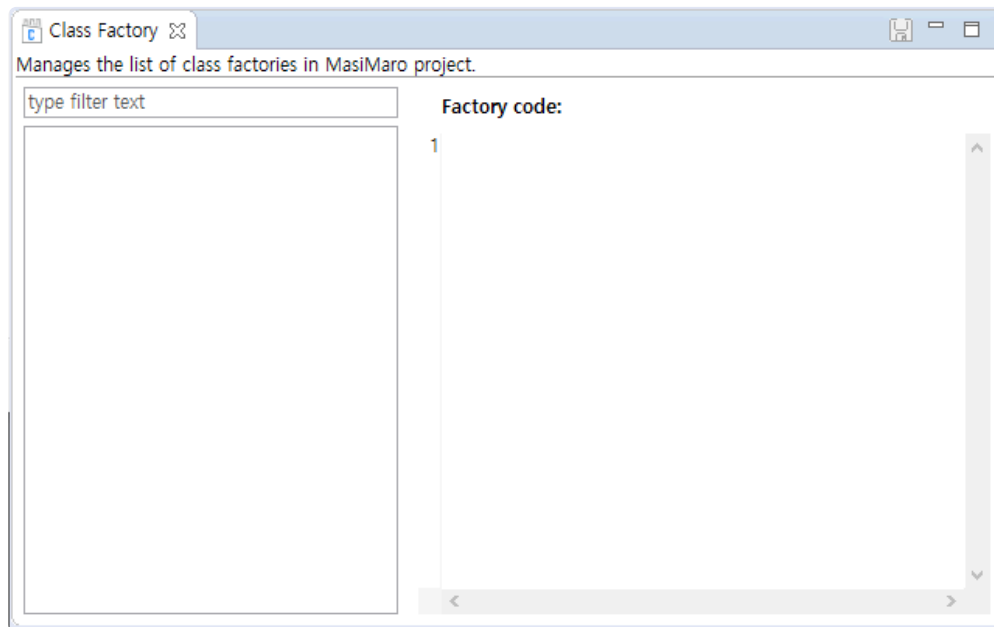 Class Factory
Manages the list of class factories in MasiMaro project.
type filter text
Factory code:
1